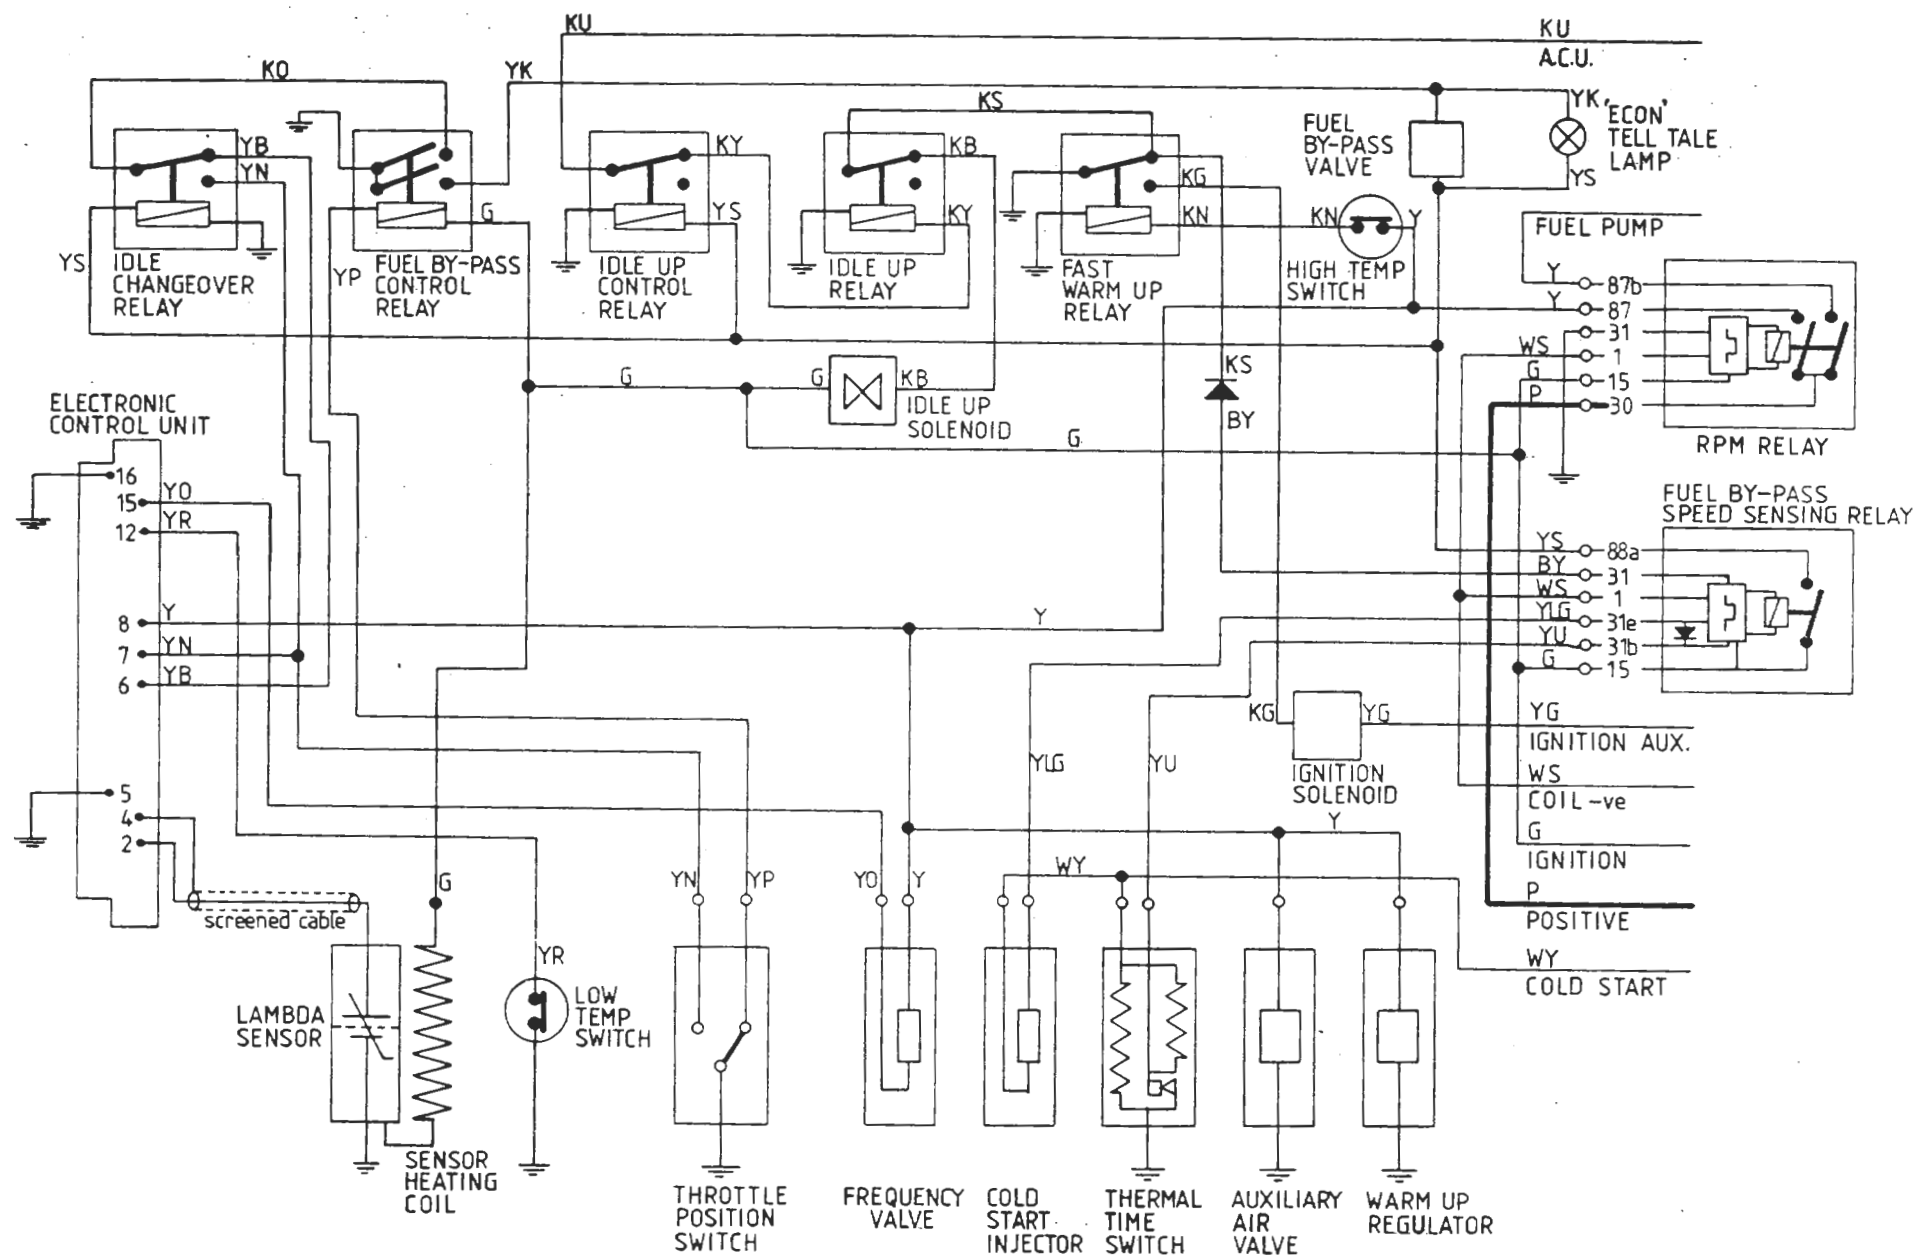 KU
KU
A.C.U.
KO
YK
KS
YK
'ECON'
TELL TALE
LAMP
YS
FUEL
BY-PASS
VALVE
YB
YN
G
KY
YS
KB
KY
KG
KN
KN
Y
YS
IDLE
CHANGEOVER
RELAY
YP
FUEL BY-PASS
CONTROL
RELAY
IDLE UP
CONTROL
RELAY
IDLE UP
RELAY
FAST
WARM UP
RELAY
HIGH TEMP
SWITCH
FUEL PUMP
Y 87b
Y 87
31
WS 1
G 15
P 30
RPM RELAY
G
G
KB
IDLE UP
SOLENOID
KS
BY
G
ELECTRONIC
CONTROL UNIT
16
15 YO
12 YR
8 Y
Y
7 YN
6 YB
5
4
2
FUEL BY-PASS
SPEED SENSING RELAY
YS 88a
BY 31
WS 1
YLG 31e
YU 31b
G 15
KG
YG
IGNITION
SOLENOID
YG
IGNITION AUX.
WS
COIL -ve
G
IGNITION
P
POSITIVE
WY
COLD START
YLG
YU
Y
WY
G
YN
YP
YO
Y
screened cable
LAMBDA
SENSOR
YR
LOW
TEMP
SWITCH
SENSOR
HEATING
COIL
THROTTLE
POSITION
SWITCH
FREQUENCY
VALVE
COLD
START
INJECTOR
THERMAL
TIME
SWITCH
AUXILIARY
AIR
VALVE
WARM UP
REGULATOR